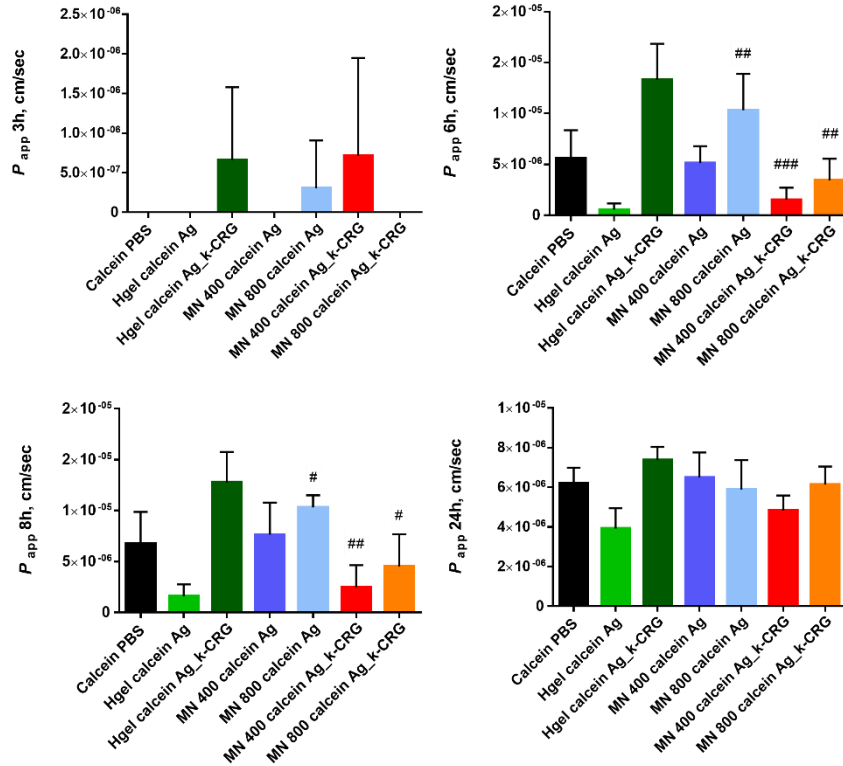 P app 3h, cm/sec
2.5×10⁻⁰⁶
2.0×10⁻⁰⁶
1.5×10⁻⁰⁶
1.0×10⁻⁰⁶
5.0×10⁻⁰⁷
0
Calcein PBS
Hgel calcein Ag
Hgel calcein Ag_k-CRG
MN 400 calcein Ag
MN 800 calcein Ag
MN 400 calcein Ag_k-CRG
MN 800 calcein Ag_k-CRG
P app 6h, cm/sec
2×10⁻⁰⁵
2×10⁻⁰⁵
1×10⁻⁰⁵
5×10⁻⁰⁶
0
##
###
##
Calcein PBS
Hgel calcein Ag
Hgel calcein Ag_k-CRG
MN 400 calcein Ag
MN 800 calcein Ag
MN 400 calcein Ag_k-CRG
MN 800 calcein Ag_k-CRG
P app 8h, cm/sec
2×10⁻⁰⁵
2×10⁻⁰⁵
1×10⁻⁰⁵
5×10⁻⁰⁶
0
#
##
#
Calcein PBS
Hgel calcein Ag
Hgel calcein Ag_k-CRG
MN 400 calcein Ag
MN 800 calcein Ag
MN 400 calcein Ag_k-CRG
MN 800 calcein Ag_k-CRG
P app 24h, cm/sec
1×10⁻⁰⁵
8×10⁻⁰⁶
6×10⁻⁰⁶
4×10⁻⁰⁶
2×10⁻⁰⁶
0
Calcein PBS
Hgel calcein Ag
Hgel calcein Ag_k-CRG
MN 400 calcein Ag
MN 800 calcein Ag
MN 400 calcein Ag_k-CRG
MN 800 calcein Ag_k-CRG